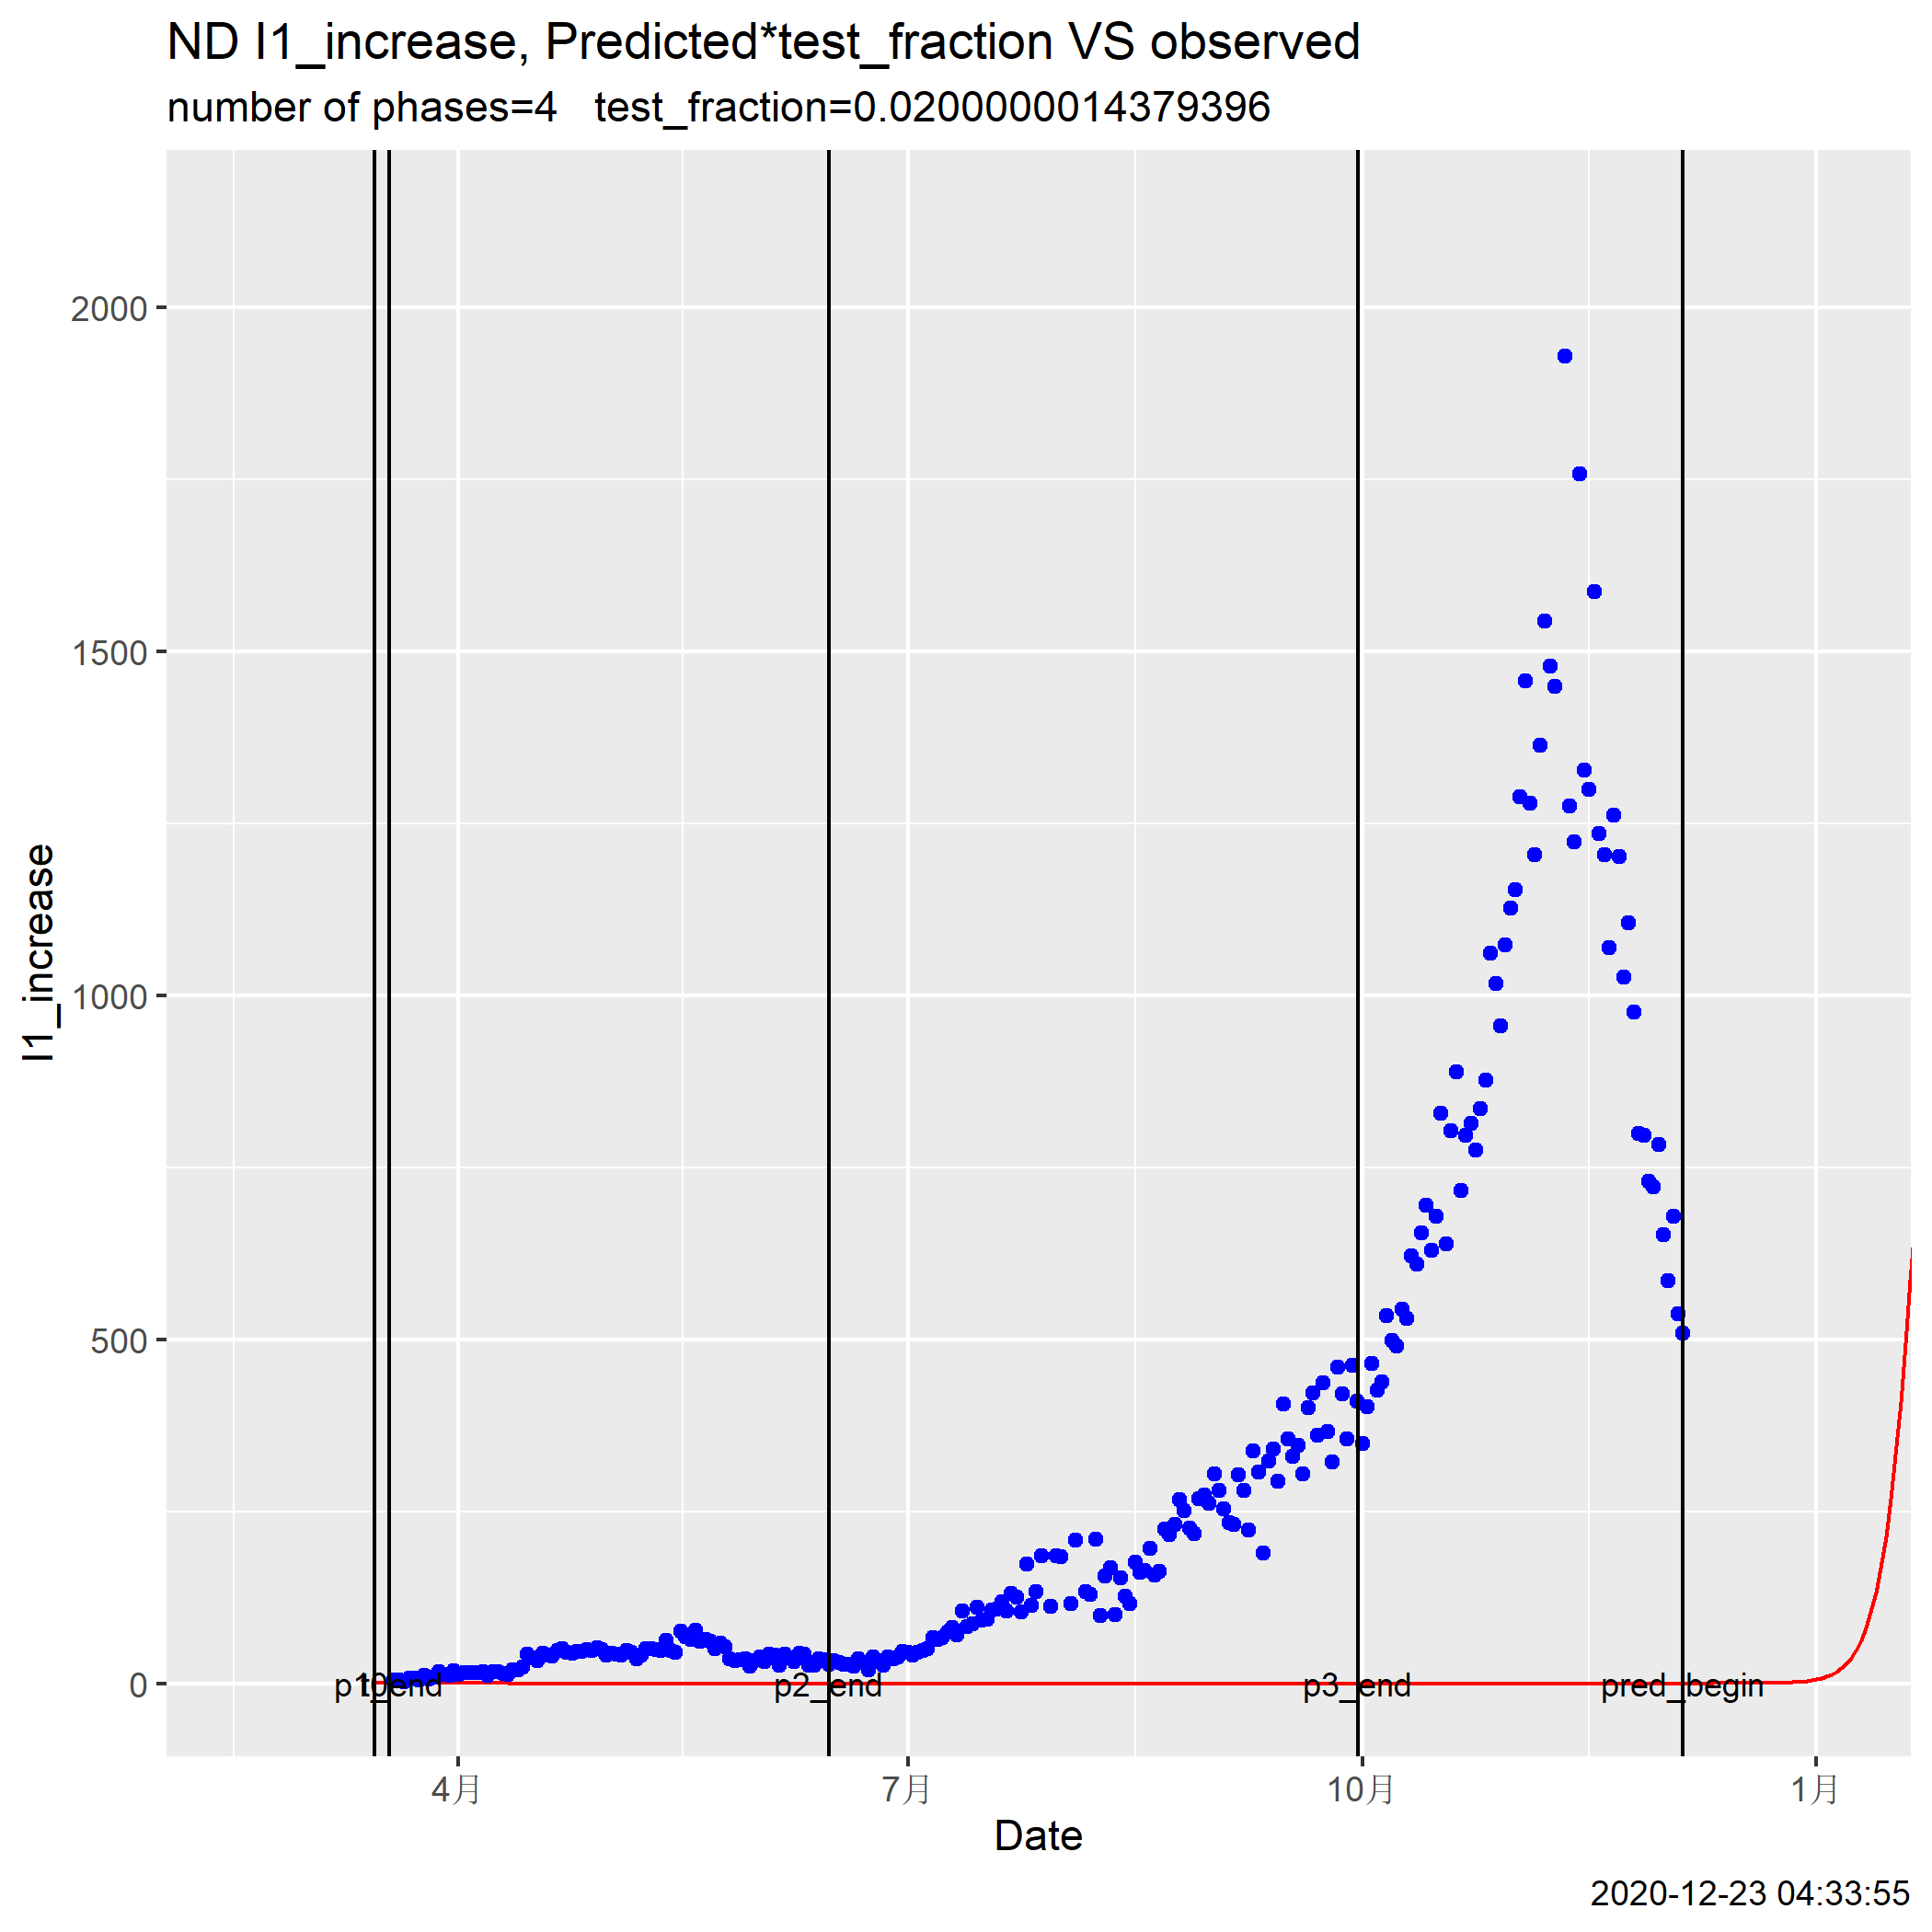 ND I1_increase, Predicted*test_fraction VS observed
number of phases=4 test_fraction=0.0200000014379396
I1_increase
2000
1500
1000
500
0
p2_end
p3_end
pred_begin
4月
7月
10月
1月
Date
2020-12-23 04:33:55